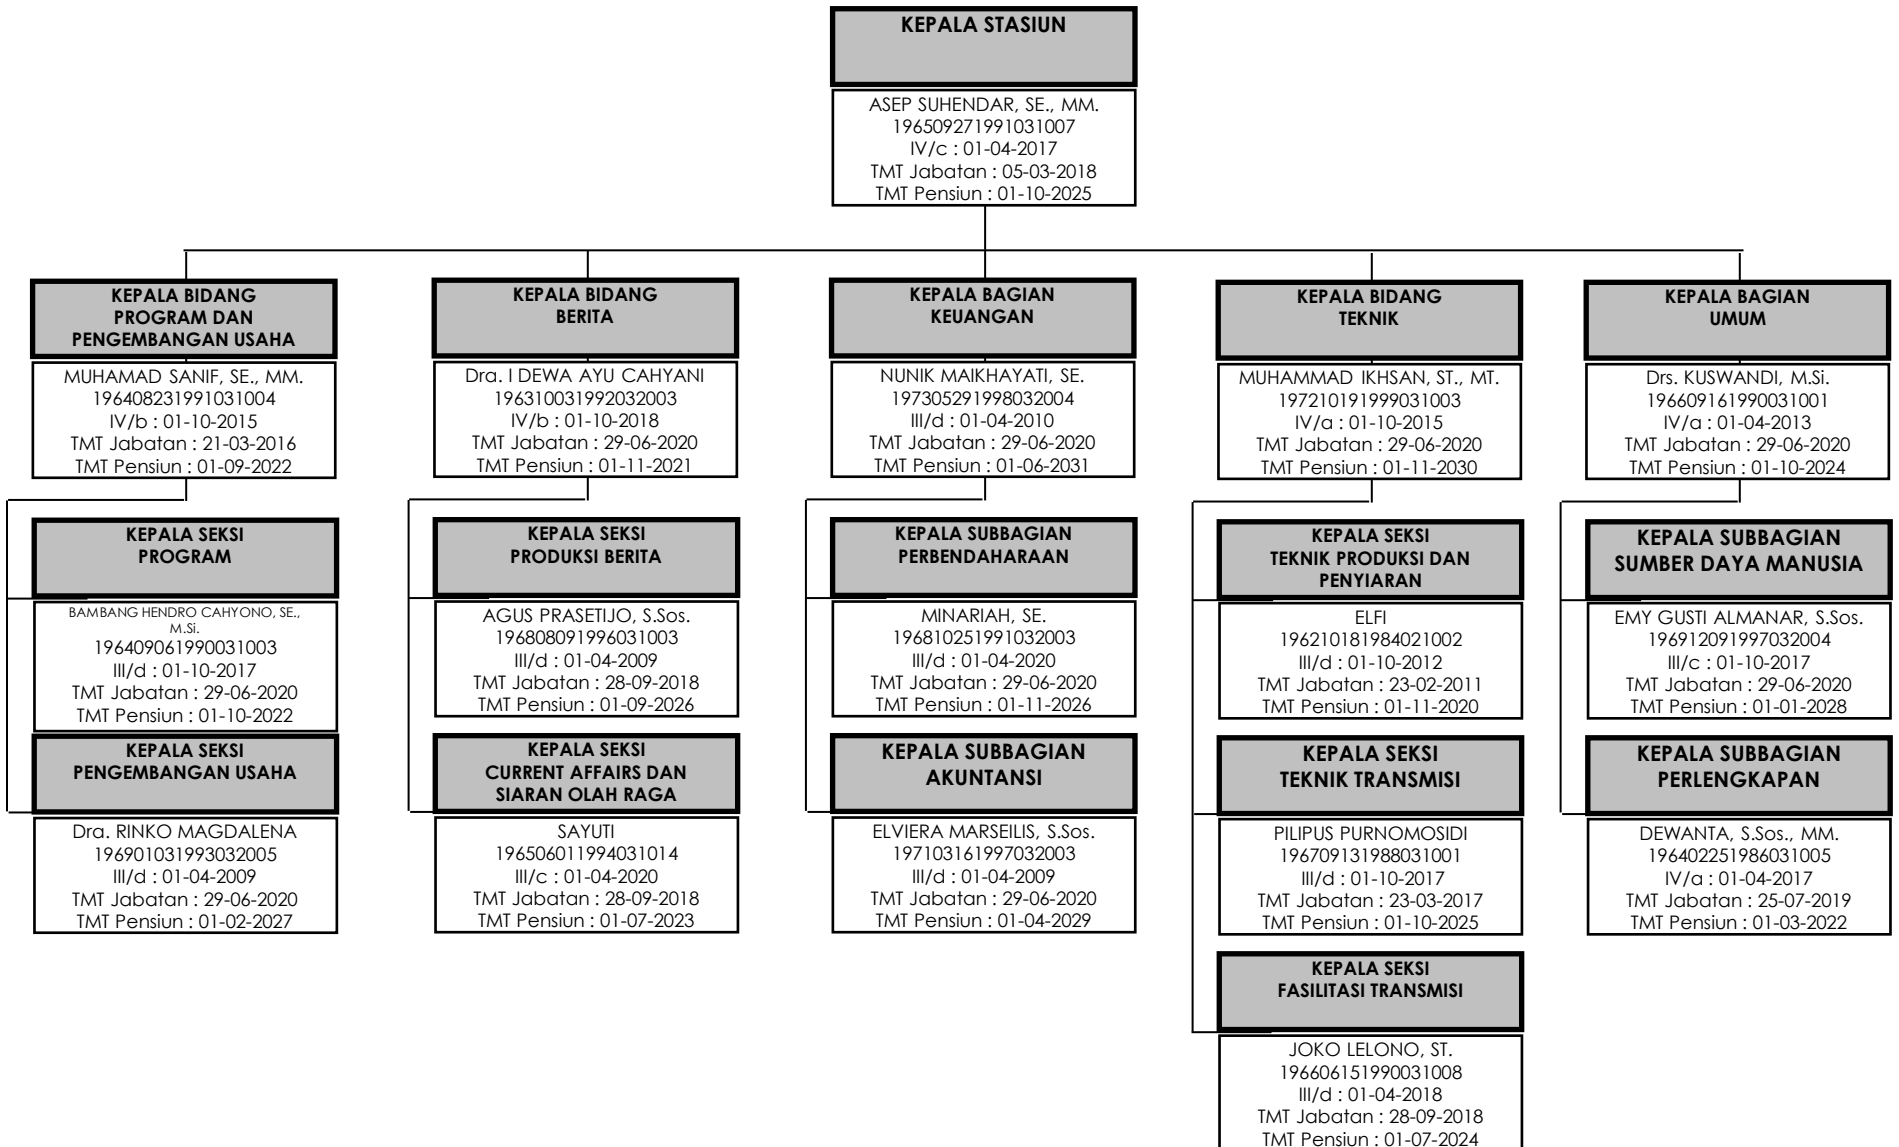 KEPALA STASIUN
ASEP SUHENDAR, SE., MM.
196509271991031007
IV/c : 01-04-2017
TMT Jabatan : 05-03-2018
TMT Pensiun : 01-10-2025
KEPALA BIDANG
PROGRAM DAN
PENGEMBANGAN USAHA
MUHAMAD SANIF, SE., MM.
196408231991031004
IV/b : 01-10-2015
TMT Jabatan : 21-03-2016
TMT Pensiun : 01-09-2022
KEPALA SEKSI
PROGRAM
BAMBANG HENDRO CAHYONO, SE.,
M.Si.
196409061990031003
III/d : 01-10-2017
TMT Jabatan : 29-06-2020
TMT Pensiun : 01-10-2022
KEPALA SEKSI
PENGEMBANGAN USAHA
Dra. RINKO MAGDALENA
196901031993032005
III/d : 01-04-2009
TMT Jabatan : 29-06-2020
TMT Pensiun : 01-02-2027
KEPALA BIDANG
BERITA
Dra. I DEWA AYU CAHYANI
196310031992032003
IV/b : 01-10-2018
TMT Jabatan : 29-06-2020
TMT Pensiun : 01-11-2021
KEPALA SEKSI
PRODUKSI BERITA
AGUS PRASETIJO, S.Sos.
196808091996031003
III/d : 01-04-2009
TMT Jabatan : 28-09-2018
TMT Pensiun : 01-09-2026
KEPALA SEKSI
CURRENT AFFAIRS DAN
SIARAN OLAH RAGA
SAYUTI
196506011994031014
III/c : 01-04-2020
TMT Jabatan : 28-09-2018
TMT Pensiun : 01-07-2023
KEPALA BAGIAN
KEUANGAN
NUNIK MAIKHAYATI, SE.
197305291998032004
III/d : 01-04-2010
TMT Jabatan : 29-06-2020
TMT Pensiun : 01-06-2031
KEPALA SUBBAGIAN
PERBENDAHARAAN
MINARIAH, SE.
196810251991032003
III/d : 01-04-2020
TMT Jabatan : 29-06-2020
TMT Pensiun : 01-11-2026
KEPALA SUBBAGIAN
AKUNTANSI
ELVIERA MARSEILIS, S.Sos.
197103161997032003
III/d : 01-04-2009
TMT Jabatan : 29-06-2020
TMT Pensiun : 01-04-2029
KEPALA BIDANG
TEKNIK
MUHAMMAD IKHSAN, ST., MT.
197210191999031003
IV/a : 01-10-2015
TMT Jabatan : 29-06-2020
TMT Pensiun : 01-11-2030
KEPALA SEKSI
TEKNIK PRODUKSI DAN
PENYIARAN
ELFI
196210181984021002
III/d : 01-10-2012
TMT Jabatan : 23-02-2011
TMT Pensiun : 01-11-2020
KEPALA SEKSI
TEKNIK TRANSMISI
PILIPUS PURNOMOSIDI
196709131988031001
III/d : 01-10-2017
TMT Jabatan : 23-03-2017
TMT Pensiun : 01-10-2025
KEPALA SEKSI
FASILITASI TRANSMISI
JOKO LELONO, ST.
196606151990031008
III/d : 01-04-2018
TMT Jabatan : 28-09-2018
TMT Pensiun : 01-07-2024
KEPALA BAGIAN
UMUM
Drs. KUSWANDI, M.Si.
196609161990031001
IV/a : 01-04-2013
TMT Jabatan : 29-06-2020
TMT Pensiun : 01-10-2024
KEPALA SUBBAGIAN
SUMBER DAYA MANUSIA
EMY GUSTI ALMANAR, S.Sos.
196912091997032004
III/c : 01-10-2017
TMT Jabatan : 29-06-2020
TMT Pensiun : 01-01-2028
KEPALA SUBBAGIAN
PERLENGKAPAN
DEWANTA, S.Sos., MM.
196402251986031005
IV/a : 01-04-2017
TMT Jabatan : 25-07-2019
TMT Pensiun : 01-03-2022